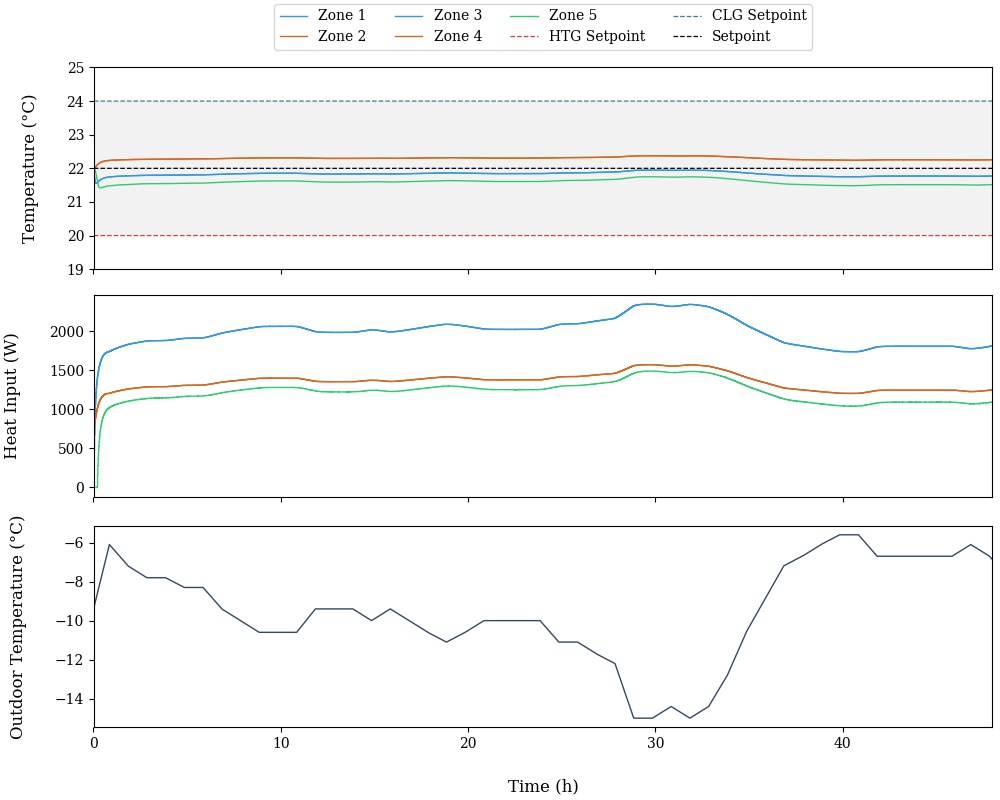 Zone 1 Zone 3 Zone 5 CLG Setpoint
Zone 2 Zone 4 HTG Setpoint Setpoint
Temperature (°C)
25
24
23
22
21
20
19
Heat Input (W)
2000
1500
1000
500
0
Outdoor Temperature (°C)
−6
−8
−10
−12
−14
0 10 20 30 40
Time (h)